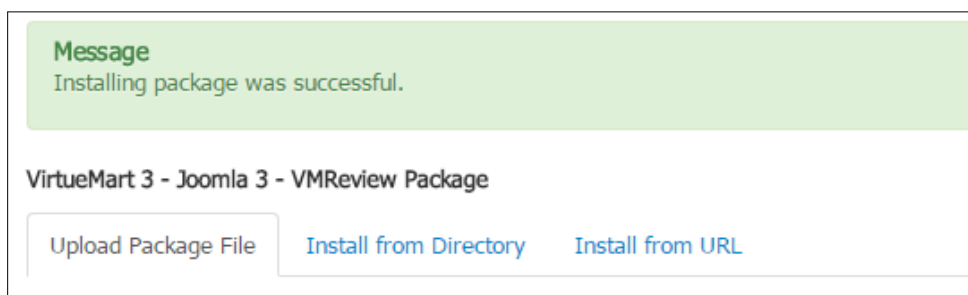 Message
Installing package was successful.
VirtueMart 3 - Joomla 3 - VMReview Package
Upload Package File Install from Directory Install from URL